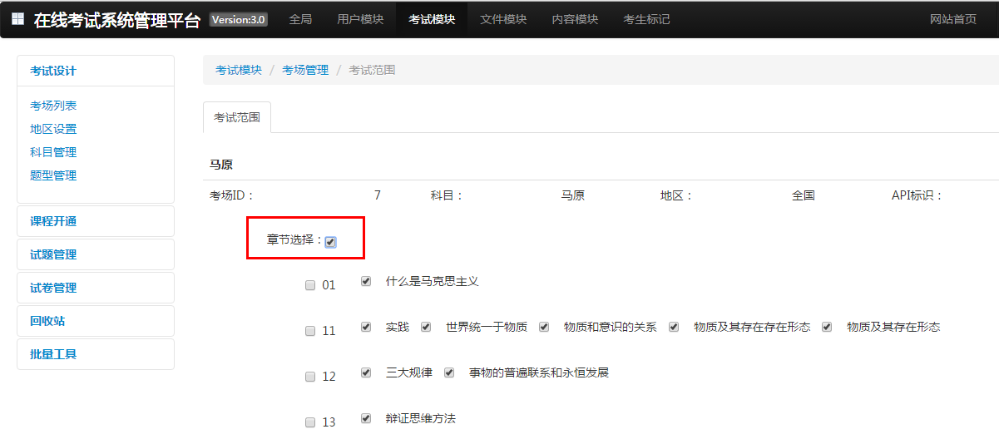 在线考试系统管理平台 Version:3.0 全局 用户模块 考试模块 文件模块 内容模块 考生标记 网站首页
考试设计
考场列表
地区设置
科目管理
题型管理
课程开通
试题管理
试卷管理
回收站
批量工具
考试模块 / 考场管理 / 考试范围
考试范围
马原
考场ID： 7 科目： 马原 地区： 全国 API标识：
章节选择：
01 什么是马克思主义
11 实践 世界统一于物质 物质和意识的关系 物质及其存在存在形态 物质及其存在形态
12 三大规律 事物的普遍联系和永恒发展
13 辩证思维方法